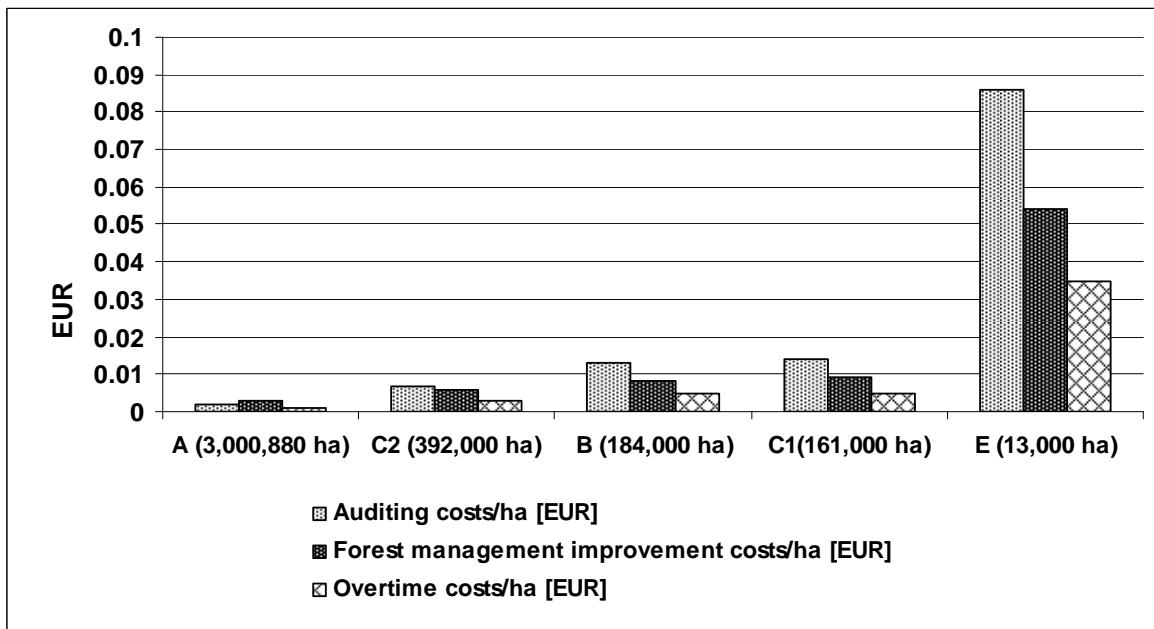 0.1
0.09
0.08
0.07
0.06
0.05
0.04
0.03
0.02
0.01
0
EUR
A (3,000,880 ha) C2 (392,000 ha) B (184,000 ha) C1(161,000 ha) E (13,000 ha)
Auditing costs/ha [EUR]
Forest management improvement costs/ha [EUR]
Overtime costs/ha [EUR]